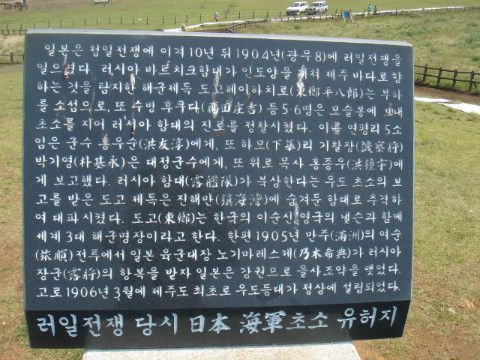 일본은 청일전쟁에 이겨 10년 뒤 1904년(광무8)에 러일전쟁을
일으켰다. 러시아 바르치크함대가 인도양을 거쳐 제주 바다로 향
하는 것을 탐지한 해군제독 도고헤이하치로(東鄕平八郎)는 부하
를 소섬으로, 또 수병 후쿠다( 田 吉) 등 5·6명은 모슬봉에 보내
초소를 지어 러시아 함대의 진로를 정찰시켰다. 이를 연평리 5소
임은 군수 홍우순(洪友淳)에게, 또 하모(下摹)리 기찰장(譏察將)
박기영(朴基永)은 대정군수에게, 또 위로 목사 홍종우(洪鍾宇)에
게 보고했다. 러시아 함대(露艦隊)가 북상한다는 우도 초소의 보
고를 받은 도고 제독은 진해만(鎭海灣)에 숨겨둔 함대로 추격하
여 대파시켰다. 도고(東鄕)는 한국의 이순신 영국의 넬슨과 함께
세계 3대 해군명장이라고 한다. 한편 1905년 만주(滿洲)의 여순
(旅順)전투에서 일본 육군대장 노기마레스케(乃木希典)가 러시아
장군(露將)의 항복을 받자 일본은 강권으로 을사조약을 맺었다.
고로 1906년 3월에 제주도 최초로 우도등대가 정상에 설립되었다.
러일전쟁 당시 日本 海軍초소 유허지